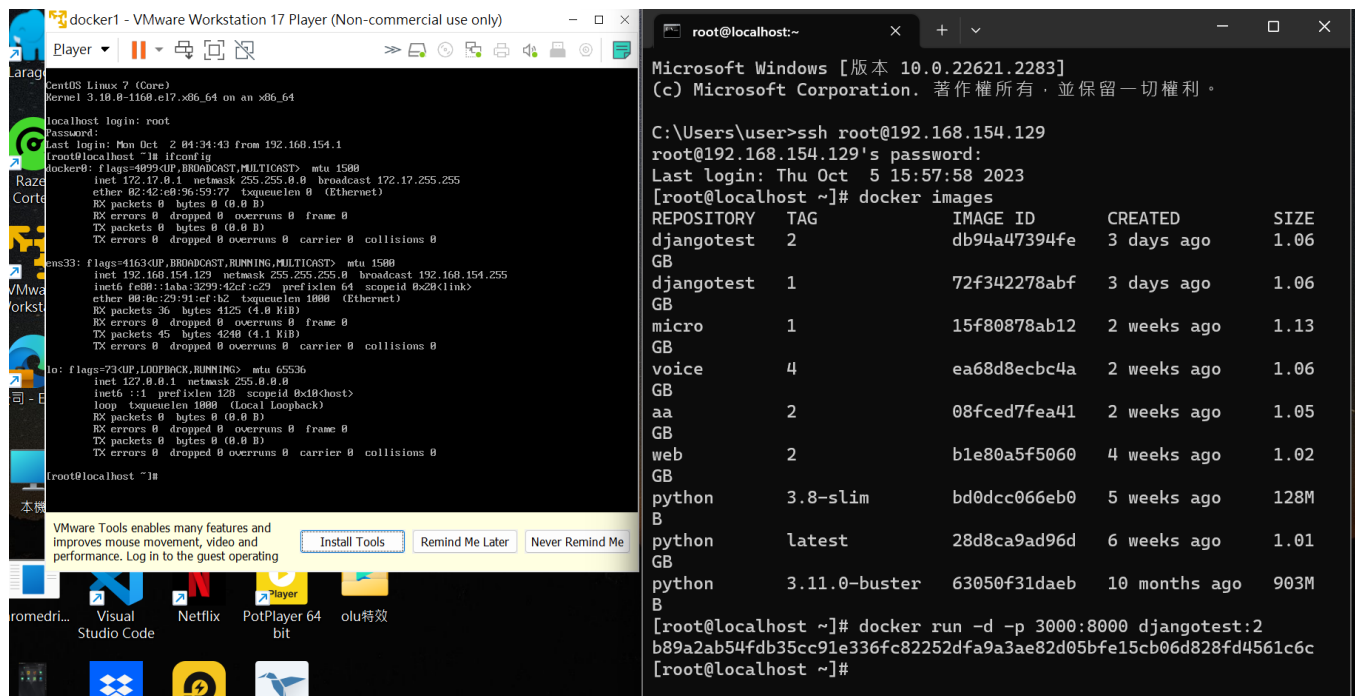 docker1 - VMware Workstation 17 Player (Non-commercial use only)
Player
CentOS Linux 7 (Core)
Kernel 3.10.0-1160.el7.x86_64 on an x86_64
localhost login: root
Password:
Last login: Mon Oct  2 04:34:43 from 192.168.154.1
[root@localhost ~]# ifconfig
docker0: flags=4099<UP,BROADCAST,MULTICAST>  mtu 1500
inet 172.17.0.1  netmask 255.255.0.0  broadcast 172.17.255.255
ether 02:42:e0:96:59:77  txqueuelen 0  (Ethernet)
RX packets 0  bytes 0 (0.0 B)
RX errors 0  dropped 0  overruns 0  frame 0
TX packets 0  bytes 0 (0.0 B)
TX errors 0  dropped 0 overruns 0  carrier 0  collisions 0
ens33: flags=4163<UP,BROADCAST,RUNNING,MULTICAST>  mtu 1500
inet 192.168.154.129  netmask 255.255.255.0  broadcast 192.168.154.255
inet6 fe80::1aba:3299:42cf:c29  prefixlen 64  scopeid 0x20<link>
ether 00:0c:29:91:ef:b2  txqueuelen 1000  (Ethernet)
RX packets 36  bytes 4125 (4.0 KiB)
RX errors 0  dropped 0  overruns 0  frame 0
TX packets 45  bytes 4240 (4.1 KiB)
TX errors 0  dropped 0 overruns 0  carrier 0  collisions 0
lo: flags=73<UP,LOOPBACK,RUNNING>  mtu 65536
inet 127.0.0.1  netmask 255.0.0.0
inet6 ::1  prefixlen 128  scopeid 0x10<host>
loop  txqueuelen 1000  (Local Loopback)
RX packets 0  bytes 0 (0.0 B)
RX errors 0  dropped 0  overruns 0  frame 0
TX packets 0  bytes 0 (0.0 B)
TX errors 0  dropped 0 overruns 0  carrier 0  collisions 0
[root@localhost ~]#
VMware Tools enables many features and
improves mouse movement, video and
performance. Log in to the guest operating
Install Tools
Remind Me Later
Never Remind Me
Larag
Raze
Corte
VMwa
orkst
司 - E
本機
romedri...
Visual
Studio Code
Netflix
Player
PotPlayer 64
bit
olu特效
root@localhost:~
Microsoft Windows [版本 10.0.22621.2283]
(c) Microsoft Corporation. 著作權所有，並保留一切權利。
C:\Users\user>ssh root@192.168.154.129
root@192.168.154.129's password:
Last login: Thu Oct  5 15:57:58 2023
[root@localhost ~]# docker images
REPOSITORY   TAG             IMAGE ID       CREATED         SIZE
djangotest   2               db94a47394fe   3 days ago      1.06
GB
djangotest   1               72f342278abf   3 days ago      1.06
GB
micro        1               15f80878ab12   2 weeks ago     1.13
GB
voice        4               ea68d8ecbc4a   2 weeks ago     1.06
GB
aa           2               08fced7fea41   2 weeks ago     1.05
GB
web          2               b1e80a5f5060   4 weeks ago     1.02
GB
python       3.8-slim        bd0dcc066eb0   5 weeks ago     128M
B
python       latest          28d8ca9ad96d   6 weeks ago     1.01
GB
python       3.11.0-buster   63050f31daeb   10 months ago   903M
B
[root@localhost ~]# docker run -d -p 3000:8000 djangotest:2
b89a2ab54fdb35cc91e336fc82252dfa9a3ae82d05bfe15cb06d828fd4561c6c
[root@localhost ~]#